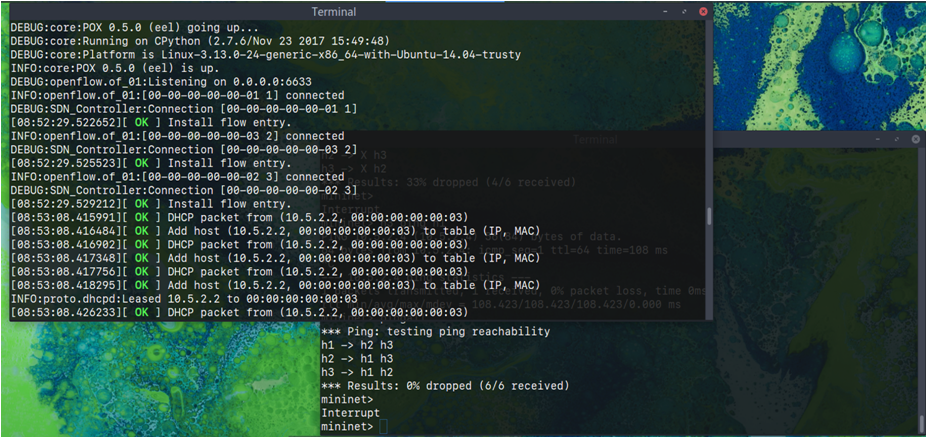 Terminal
DEBUG:core:POX 0.5.0 (eel) going up...
DEBUG:core:Running on CPython (2.7.6/Nov 23 2017 15:49:48)
DEBUG:core:Platform is Linux-3.13.0-24-generic-x86_64-with-Ubuntu-14.04-trusty
INFO:core:POX 0.5.0 (eel) is up.
DEBUG:openflow.of_01:Listening on 0.0.0.0:6633
INFO:openflow.of_01:[00-00-00-00-00-01 1] connected
DEBUG:SDN_Controller:Connection [00-00-00-00-00-01 1]
[08:52:29.522652][ OK ] Install flow entry.
INFO:openflow.of_01:[00-00-00-00-00-03 2] connected
DEBUG:SDN_Controller:Connection [00-00-00-00-00-03 2]
[08:52:29.525523][ OK ] Install flow entry.
INFO:openflow.of_01:[00-00-00-00-00-02 3] connected
DEBUG:SDN_Controller:Connection [00-00-00-00-00-02 3]
[08:52:29.529212][ OK ] Install flow entry.
[08:53:08.415991][ OK ] DHCP packet from (10.5.2.2, 00:00:00:00:00:03)
[08:53:08.416484][ OK ] Add host (10.5.2.2, 00:00:00:00:00:03) to table (IP, MAC)
[08:53:08.416902][ OK ] DHCP packet from (10.5.2.2, 00:00:00:00:00:03)
[08:53:08.417348][ OK ] Add host (10.5.2.2, 00:00:00:00:00:03) to table (IP, MAC)
[08:53:08.417756][ OK ] DHCP packet from (10.5.2.2, 00:00:00:00:00:03)
[08:53:08.418295][ OK ] Add host (10.5.2.2, 00:00:00:00:00:03) to table (IP, MAC)
INFO:proto.dhcpd:Leased 10.5.2.2 to 00:00:00:00:00:03
[08:53:08.426233][ OK ] DHCP packet from (10.5.2.2, 00:00:00:00:00:03)
Terminal
h2 -> X h3
h3 -> X h2
Results: 33% dropped (4/6 received)
mininet>
Interrupt
bytes of data.
icmp_seq=1 ttl=64 time=108 ms
statistics ---
received, 0% packet loss, time 0ms
min/avg/max/mdev = 108.423/108.423/108.423/0.000 ms
*** Ping: testing ping reachability
h1 -> h2 h3
h2 -> h1 h3
h3 -> h1 h2
*** Results: 0% dropped (6/6 received)
mininet>
Interrupt
mininet>